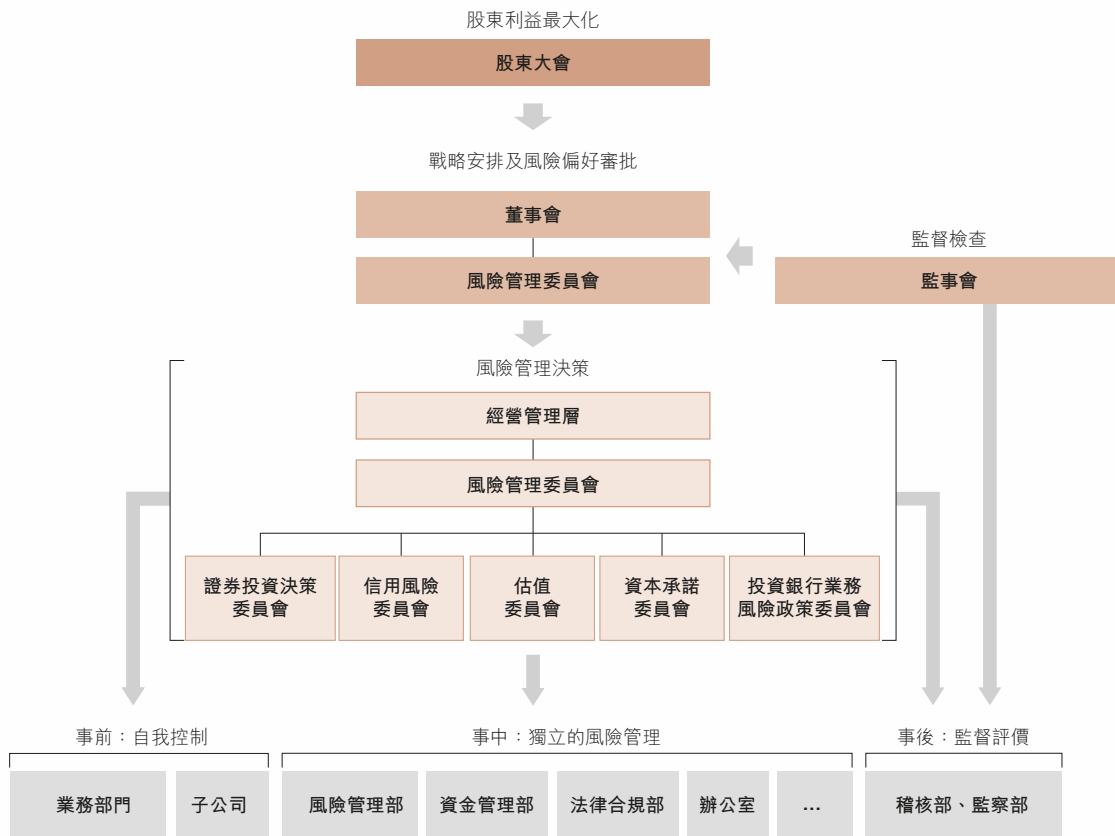 股東利益最大化
股東大會
戰略安排及風險偏好審批
董事會
監督檢查
風險管理委員會
監事會
風險管理決策
經營管理層
風險管理委員會
證券投資決策
委員會
信用風險
委員會
估值
委員會
資本承諾
委員會
投資銀行業務
風險政策委員會
事前：自我控制
事中：獨立的風險管理
事後：監督評價
業務部門
子公司
風險管理部
資金管理部
法律合規部
辦公室
...
稽核部、監察部